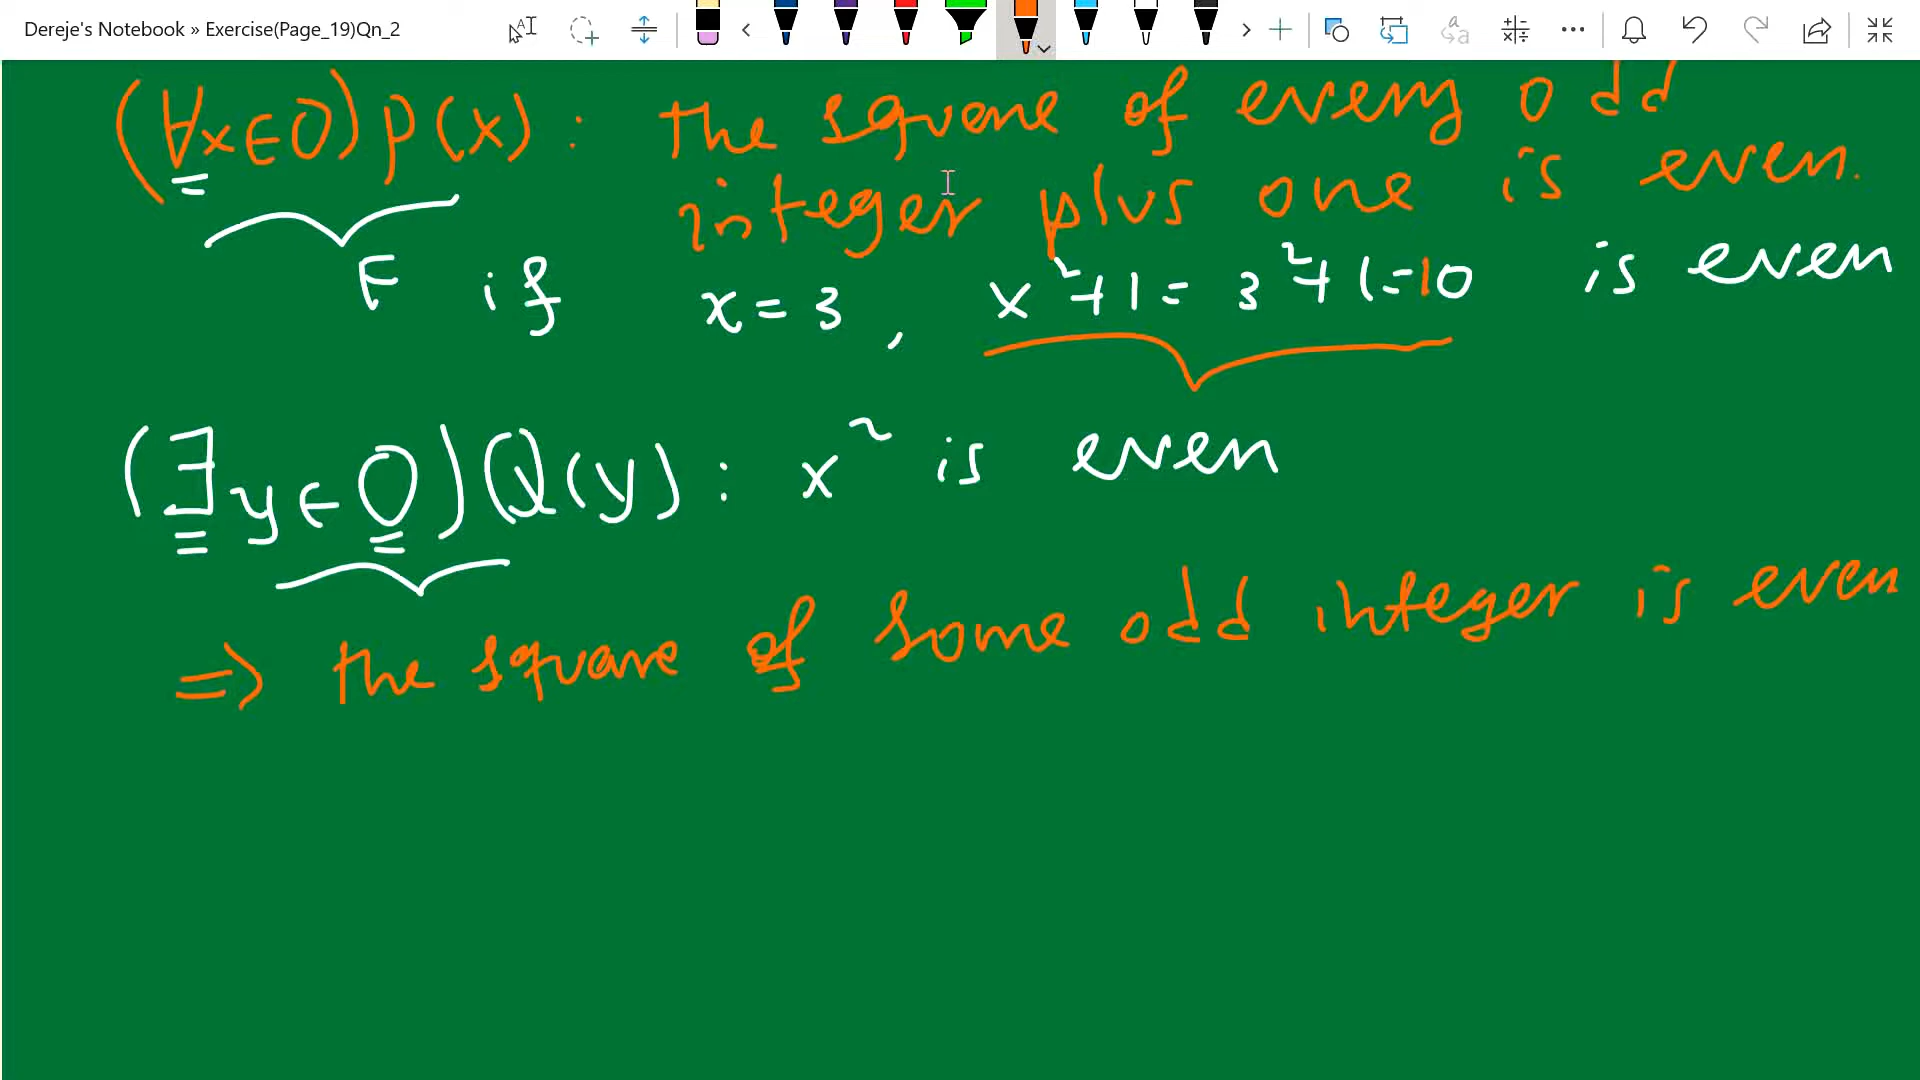 Dereje's Notebook » Exercise(Page_19)Qn_2
(∀x∈O)p(x): the square of every odd
integer plus one is even.
F if x = 3, x²+1 = 3²+1=10 is even
(∃y∈O)Q(y): x² is even
⇒ the square of some odd integer is even